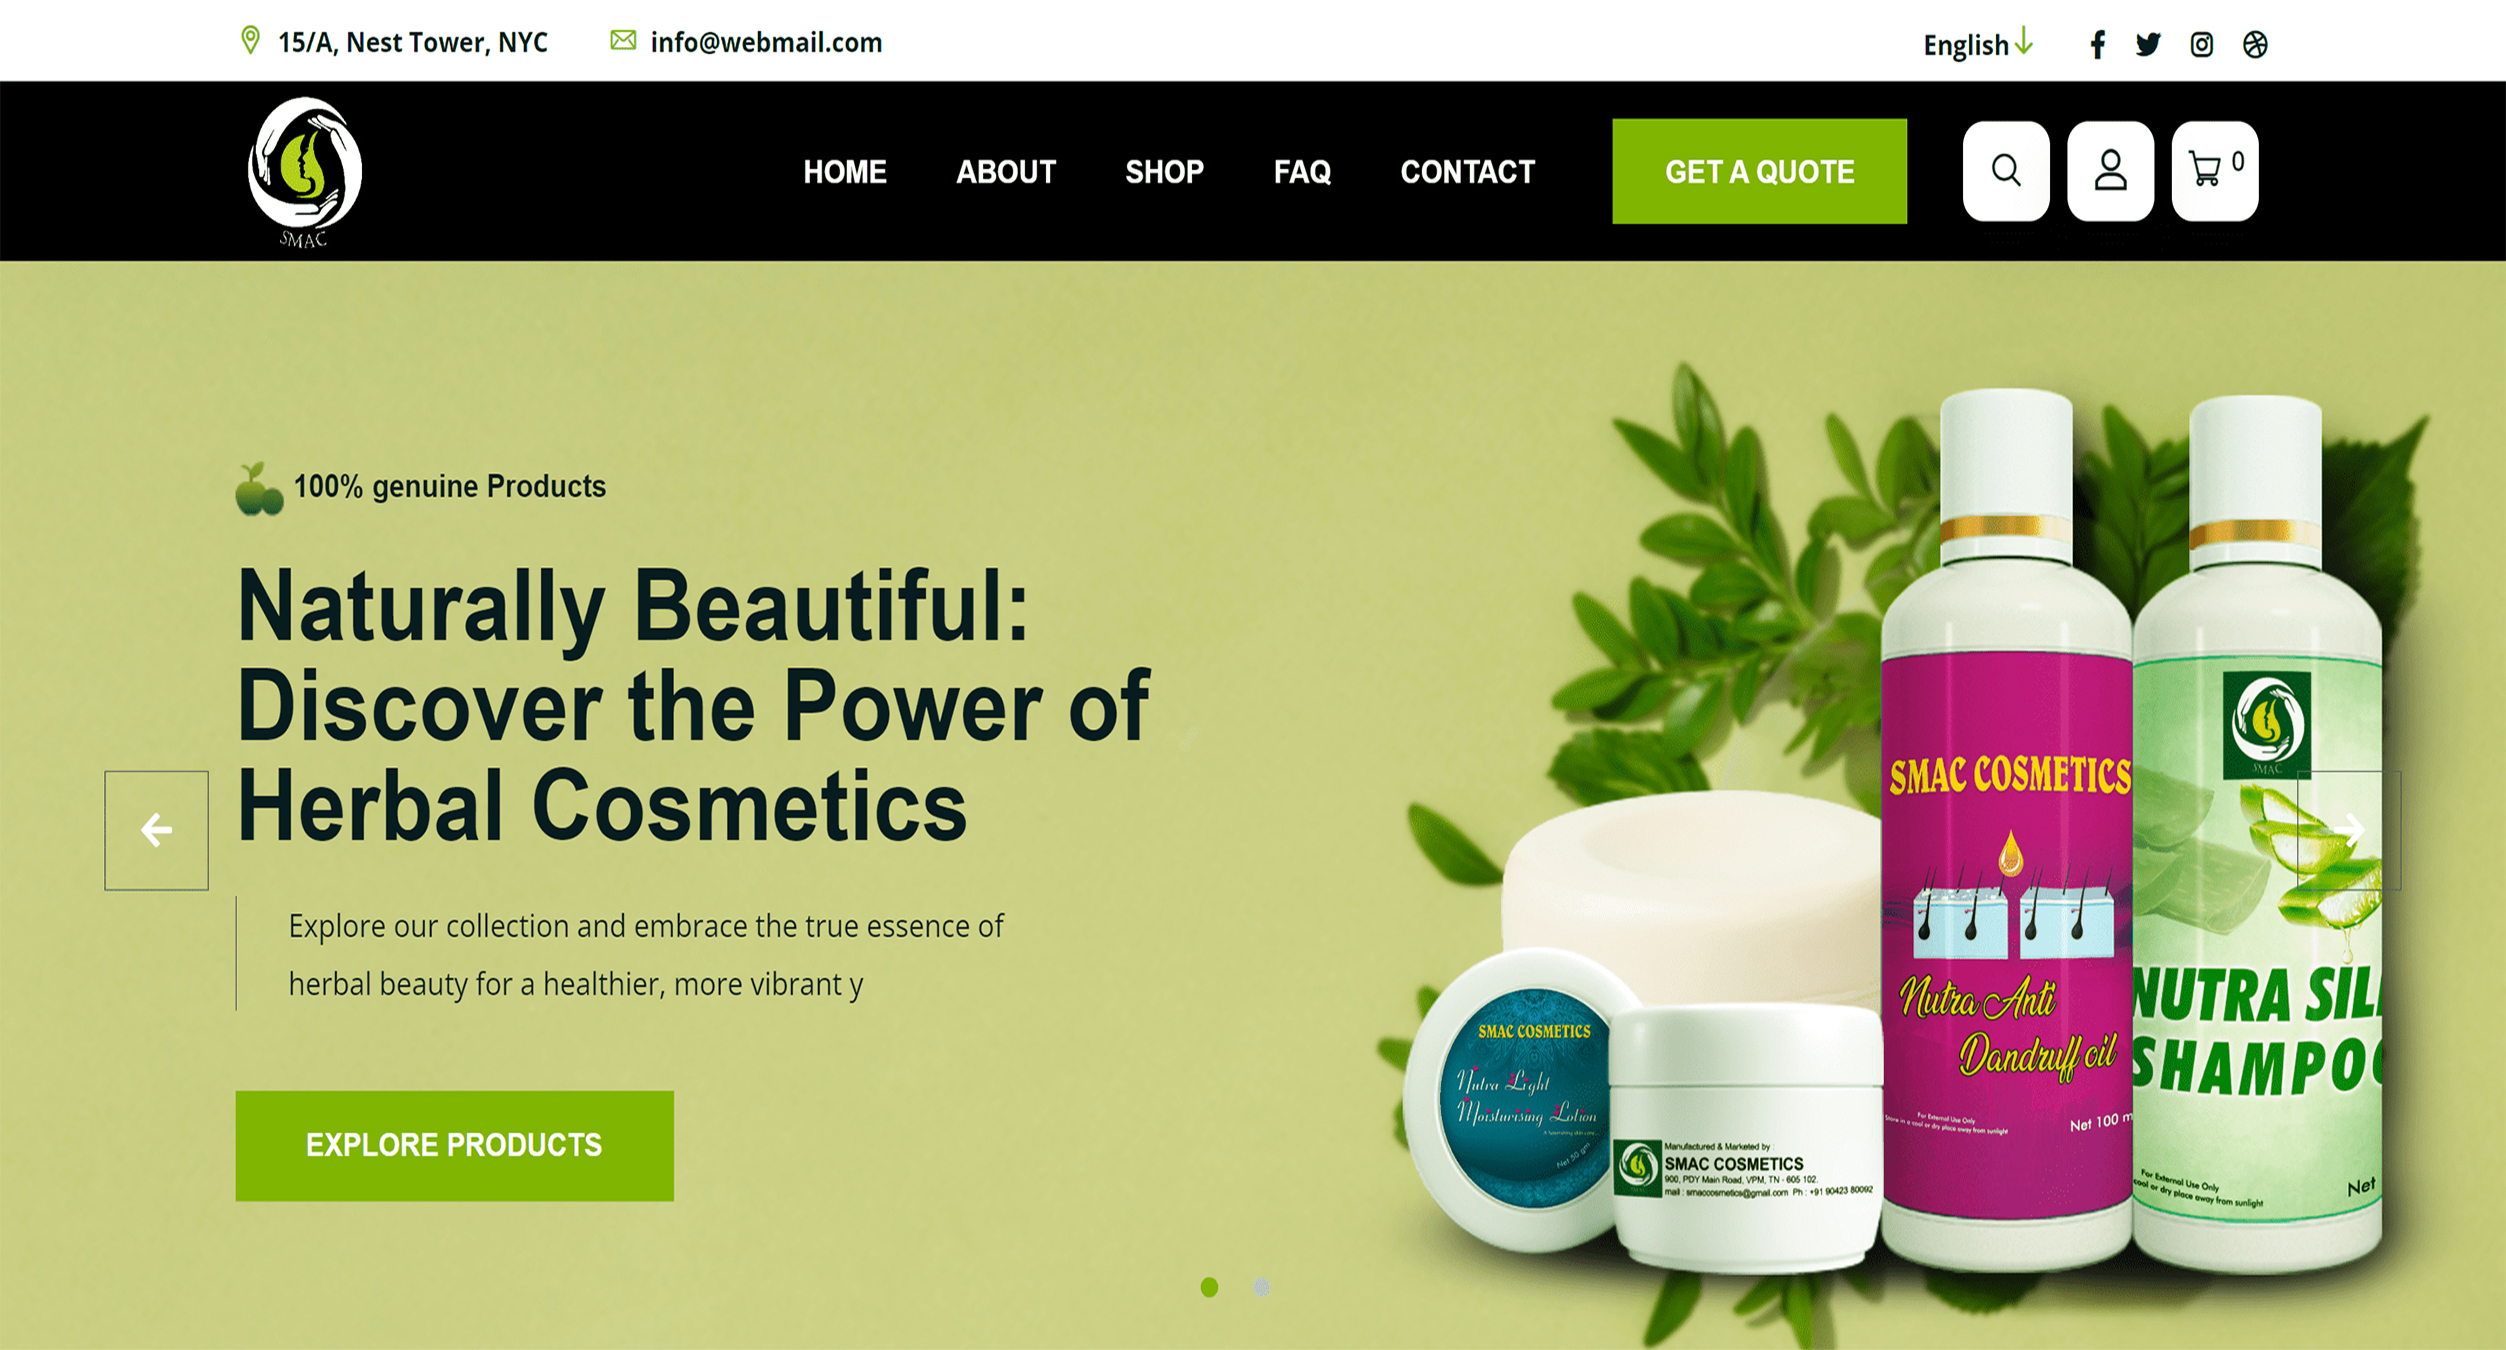 15/A, Nest Tower, NYC
info@webmail.com
English
SMAC
HOME
ABOUT
SHOP
FAQ
CONTACT
GET A QUOTE
0
100% genuine Products
Naturally Beautiful:
Discover the Power of
Herbal Cosmetics
Explore our collection and embrace the true essence of
herbal beauty for a healthier, more vibrant y
EXPLORE PRODUCTS
SMAC COSMETICS
Nutra Light
Moisturising Lotion
Net 50 gm
Manufactured & Marketed by
SMAC COSMETICS
900, PDY Main Road, VPM, TN - 605 102.
mail : smaccosmetics@gmail.com Ph : +91 90423 80092
SMAC COSMETICS
Nutra Anti
Dandruff oil
For External Use Only
Store in a cool or dry place away from sunlight
Net 100 m
SMAC
NUTRA SIL
SHAMPO
For External Use Only
cool or dry place away from sunlight
Net